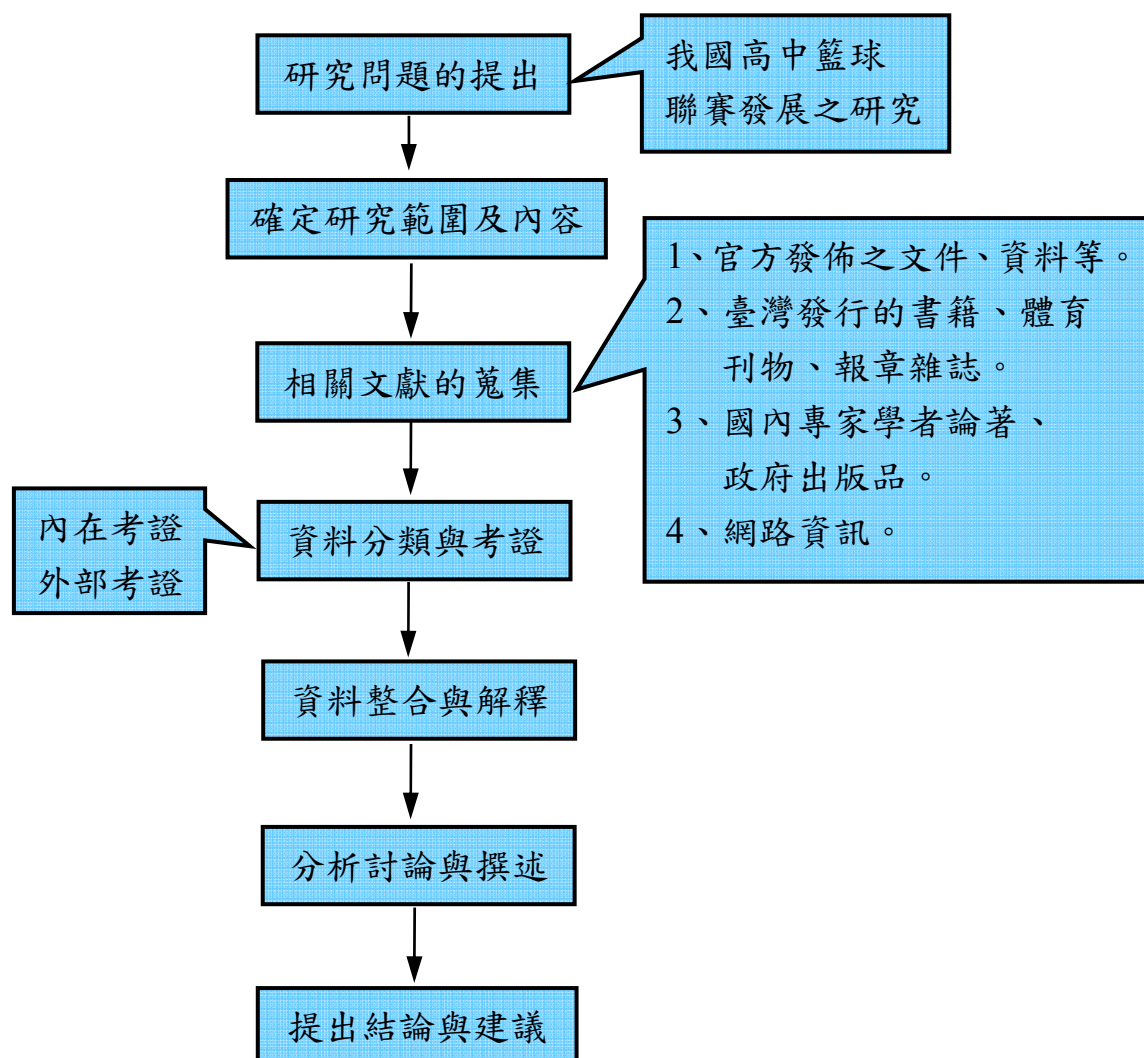 研究問題的提出
我國高中籃球
聯賽發展之研究
確定研究範圍及內容
相關文獻的蒐集
1、官方發佈之文件、資料等。
2、臺灣發行的書籍、體育
刊物、報章雜誌。
3、國內專家學者論著、
政府出版品。
4、網路資訊。
內在考證
外部考證
資料分類與考證
資料整合與解釋
分析討論與撰述
提出結論與建議